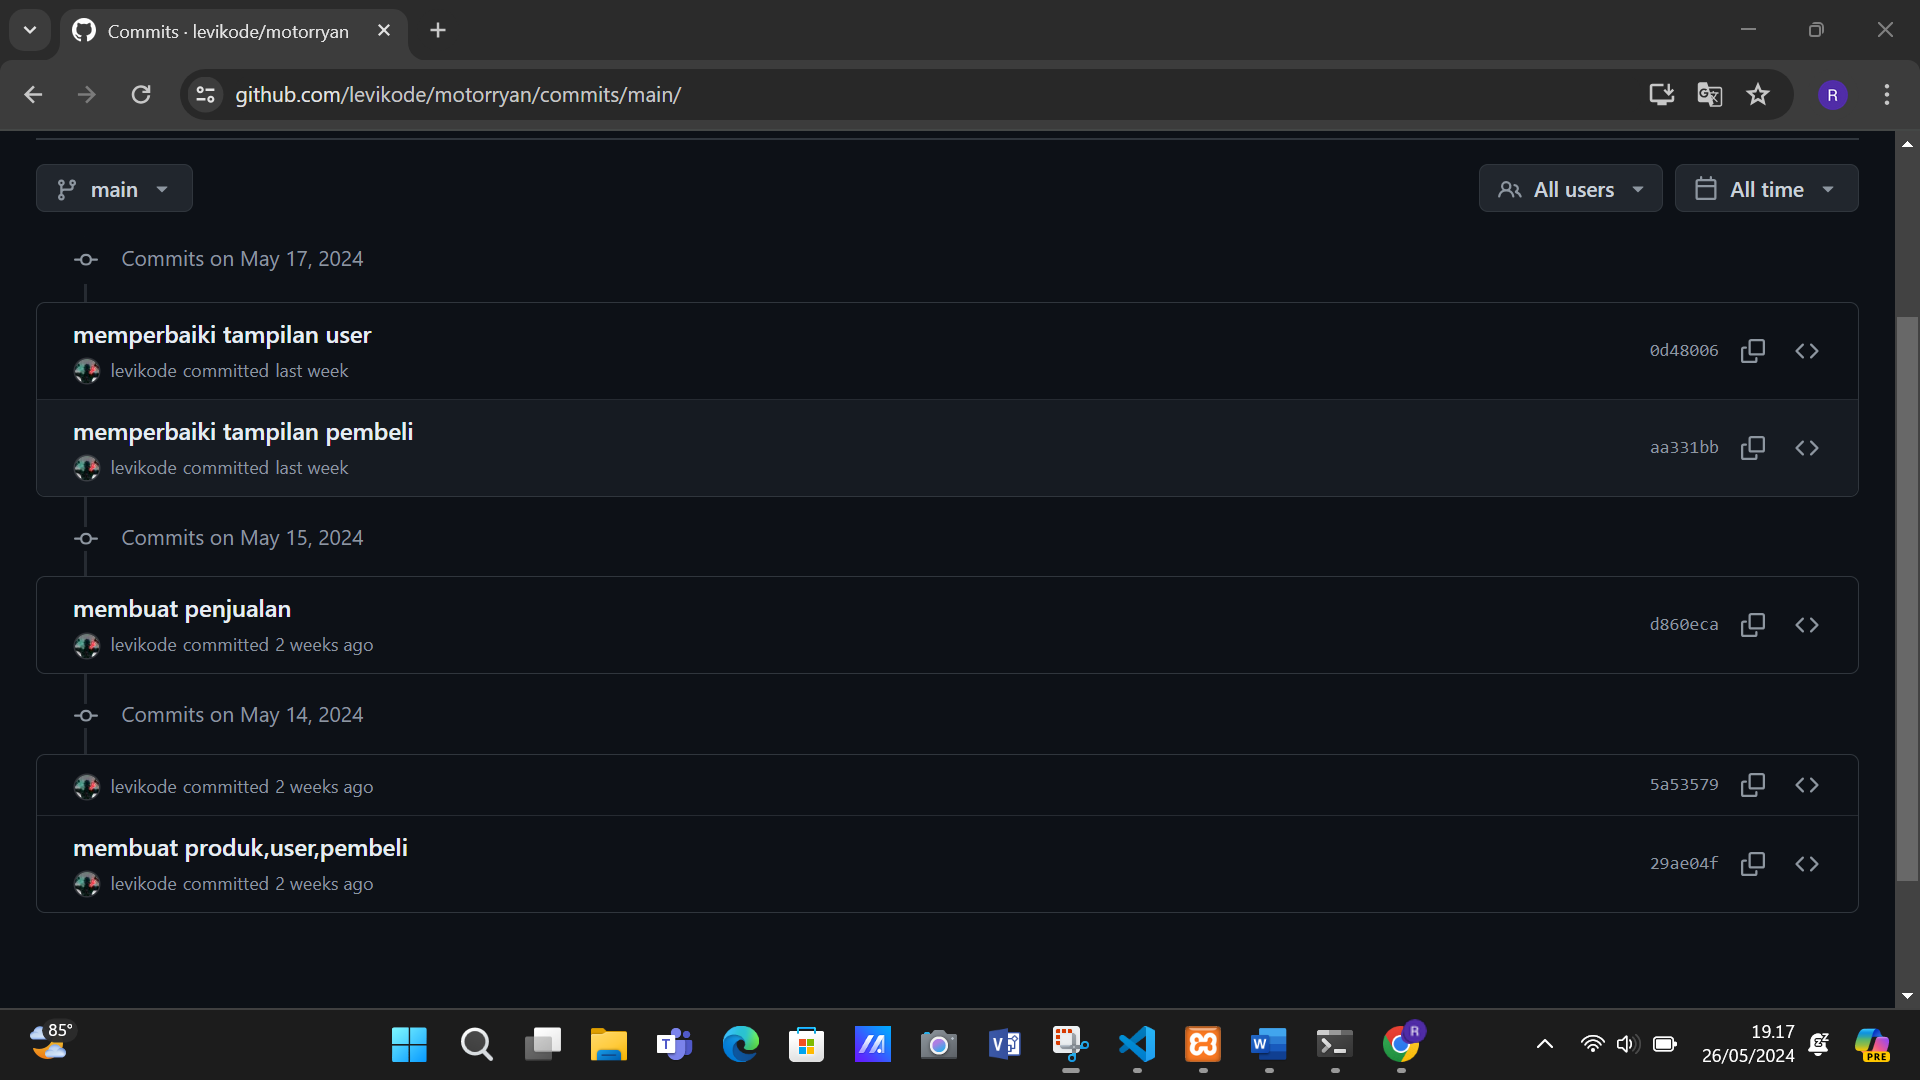 Commits · levikode/motorryan
github.com/levikode/motorryan/commits/main/
R
main
All users
All time
Commits on May 17, 2024
memperbaiki tampilan user
levikode committed last week
0d48006
memperbaiki tampilan pembeli
levikode committed last week
aa331bb
Commits on May 15, 2024
membuat penjualan
levikode committed 2 weeks ago
d860eca
Commits on May 14, 2024
levikode committed 2 weeks ago
5a53579
membuat produk,user,pembeli
levikode committed 2 weeks ago
29ae04f
85°
19.17
26/05/2024
PRE